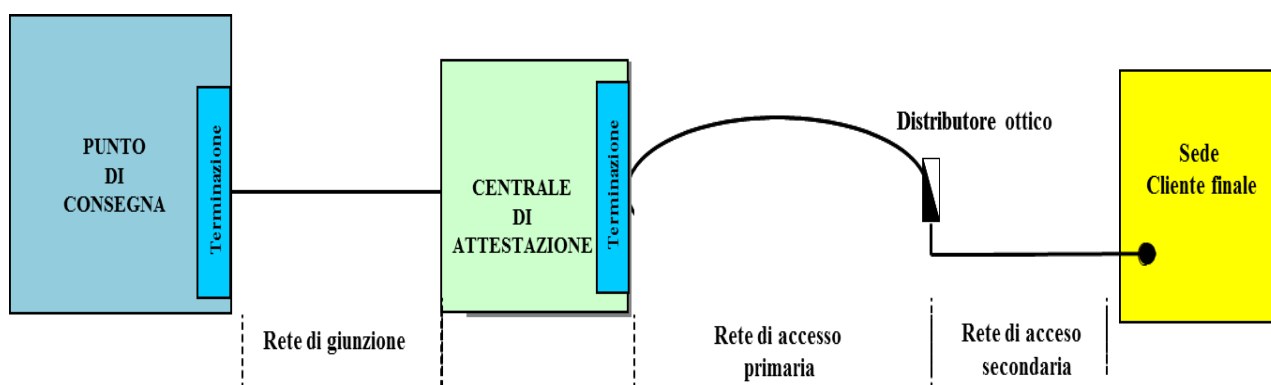 PUNTO
DI
CONSEGNA
Terminazione
Rete di giunzione
CENTRALE
DI
ATTESTAZIONE
Terminazione
Rete di accesso
primaria
Distributore ottico
Rete di acceso
secondaria
Sede
Cliente finale